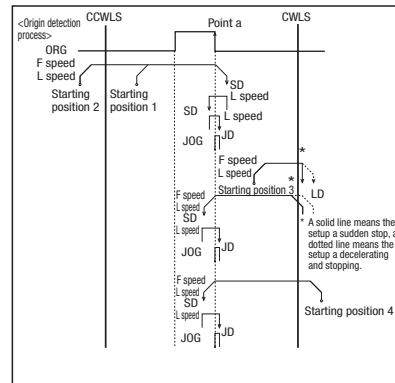 <Origin detection
process>
CCWLS
Point a
CWLS
ORG
F speed
L speed
SD
Starting
position 2
Starting
position 1
L speed
SD
L speed
JOG
JD
F speed
L speed
*
Starting position 3
*
LD
F speed
L speed
SD
* A solid line means the
setup a sudden stop, a
dotted line means the
setup a decelerating
and stopping.
L speed
JOG
JD
F speed
L speed
SD
Starting position 4
L speed
JOG
JD